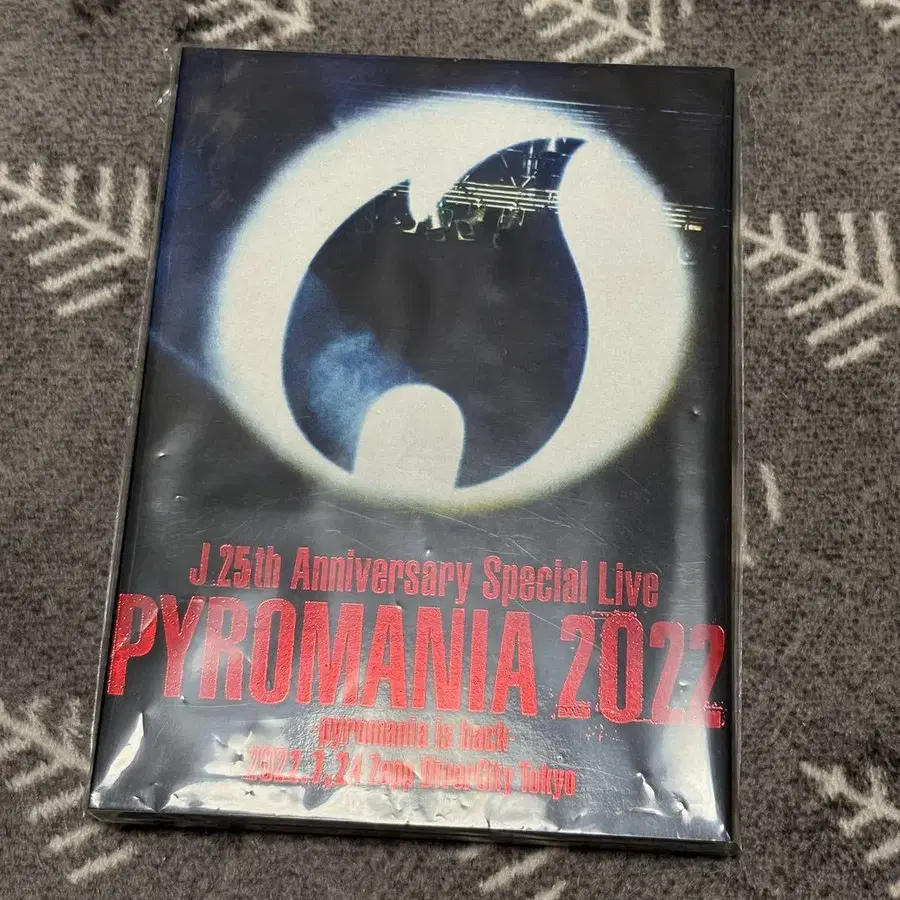 J 25th Anniversary Special Live
PYROMANIA 2022
pyromania is back
2022.7.24 Zepp DiverCity Tokyo